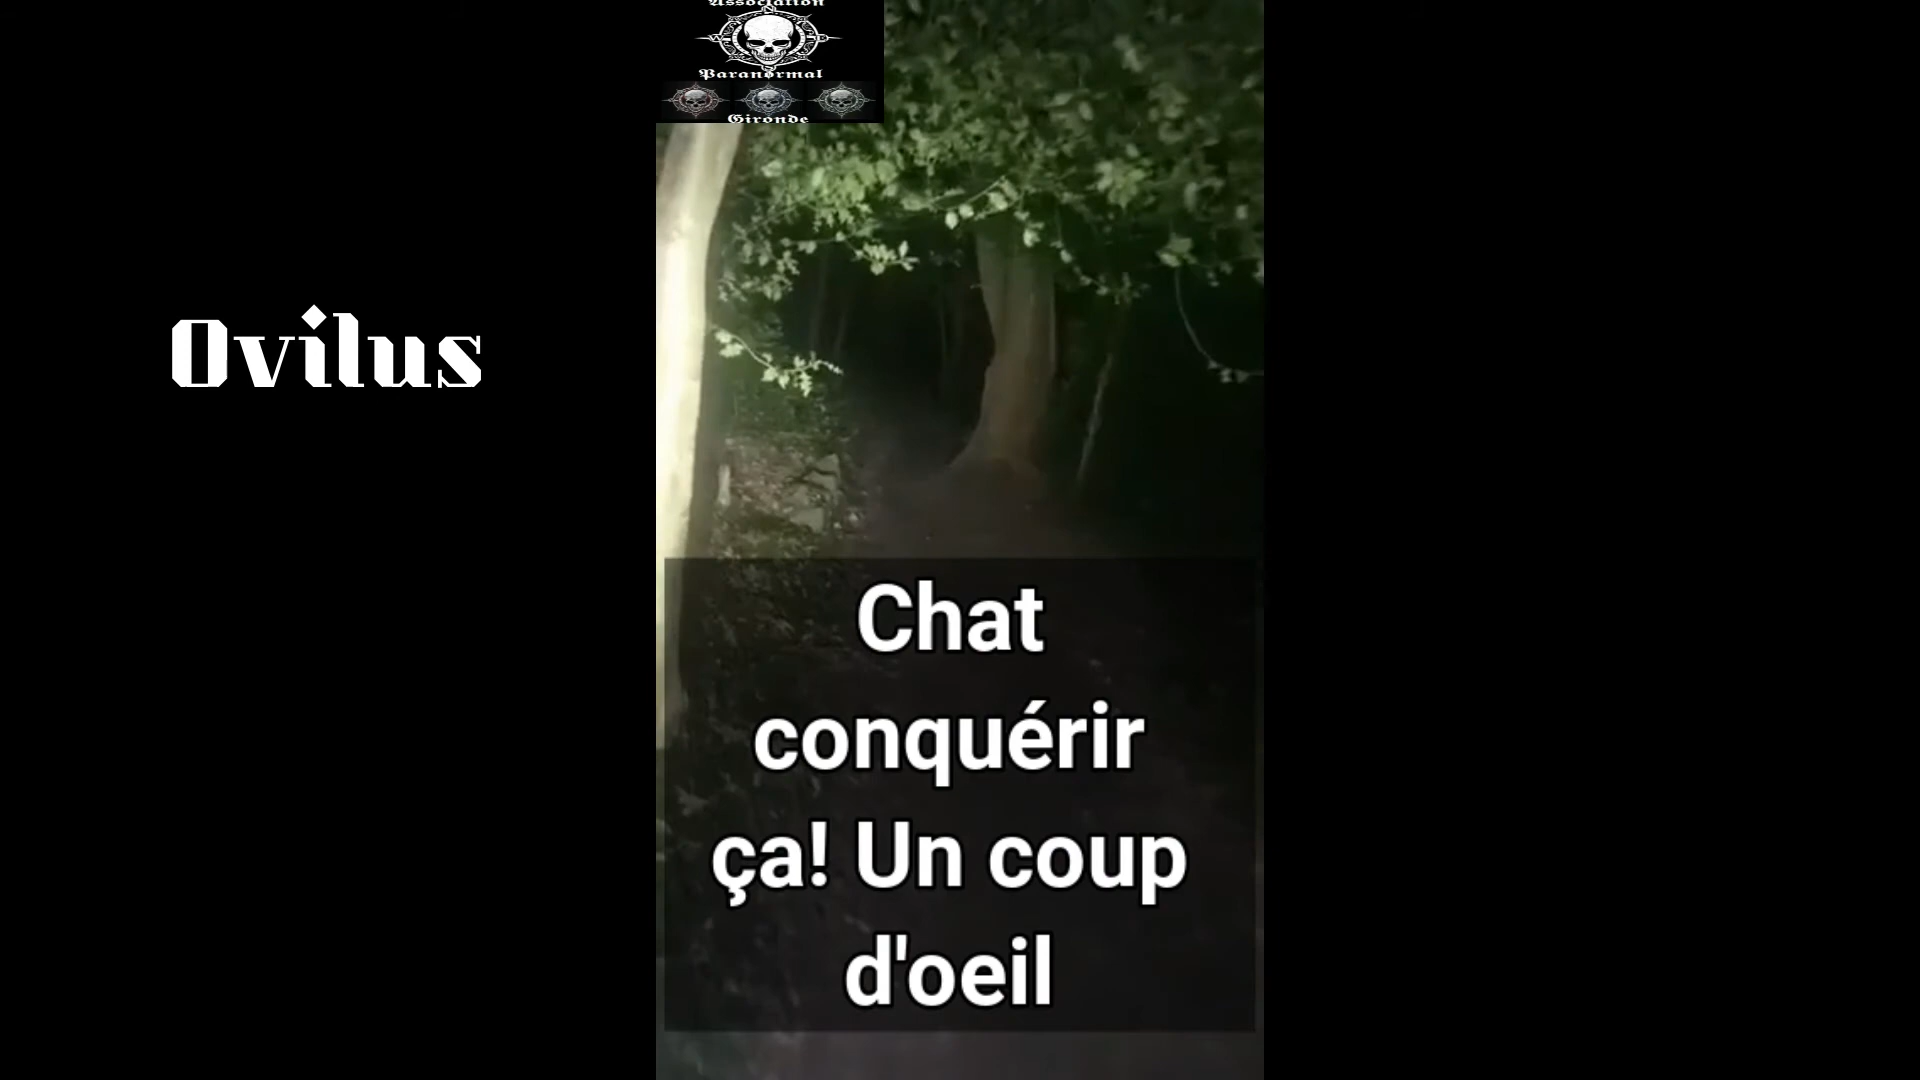 Association
Paranormal
Gironde
Ovilus
Chat
conquérir
ça! Un coup
d'oeil